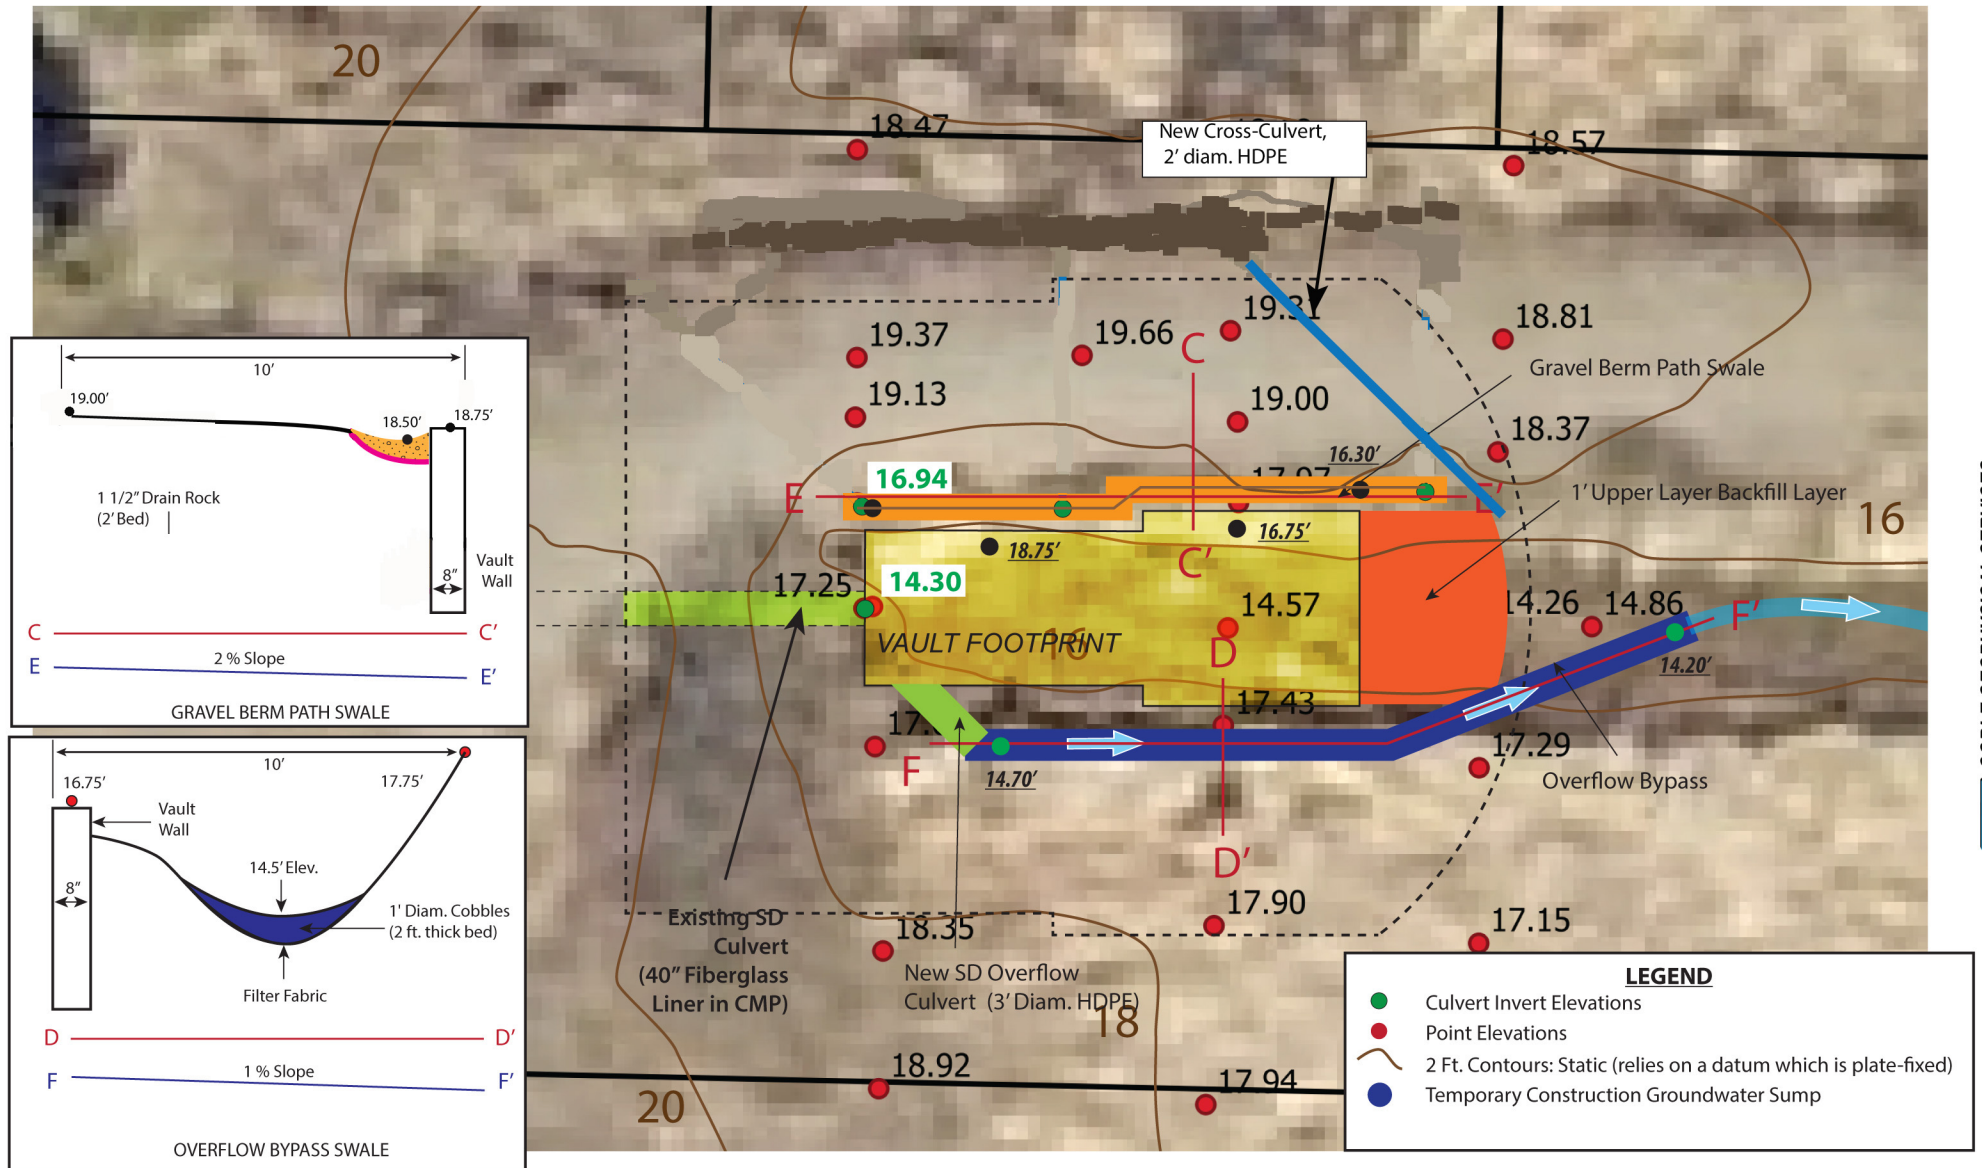 20
18.47
New Cross-Culvert,
2' diam. HDPE
18.57
19.37
19.66
19.31
18.81
Gravel Berm Path Swale
19.13
C
19.00
18.37
16.30'
17.07
16.94
E
E'
1' Upper Layer Backfill Layer
16
18.75'
16.75'
C'
17.25
14.30
14.57
14.26
14.86
F'
VAULT FOOTPRINT
16
D
14.20'
17.43
17.29
F
14.70'
Overflow Bypass
D'
17.90
17.15
18.35
Existing SD
Culvert
(40" Fiberglass
Liner in CMP)
New SD Overflow
Culvert (3' Diam. HDPE)
18
18.92
17.94
20
10'
19.00'
18.50'
18.75'
1 1/2" Drain Rock
(2' Bed)
Vault
Wall
8"
C
C'
E
2 % Slope
E'
GRAVEL BERM PATH SWALE
10'
16.75'
17.75'
Vault
Wall
14.5' Elev.
8"
1' Diam. Cobbles
(2 ft. thick bed)
Filter Fabric
D
D'
F
1 % Slope
F'
OVERFLOW BYPASS SWALE
LEGEND
Culvert Invert Elevations
Point Elevations
2 Ft. Contours: Static (relies on a datum which is plate-fixed)
Temporary Construction Groundwater Sump